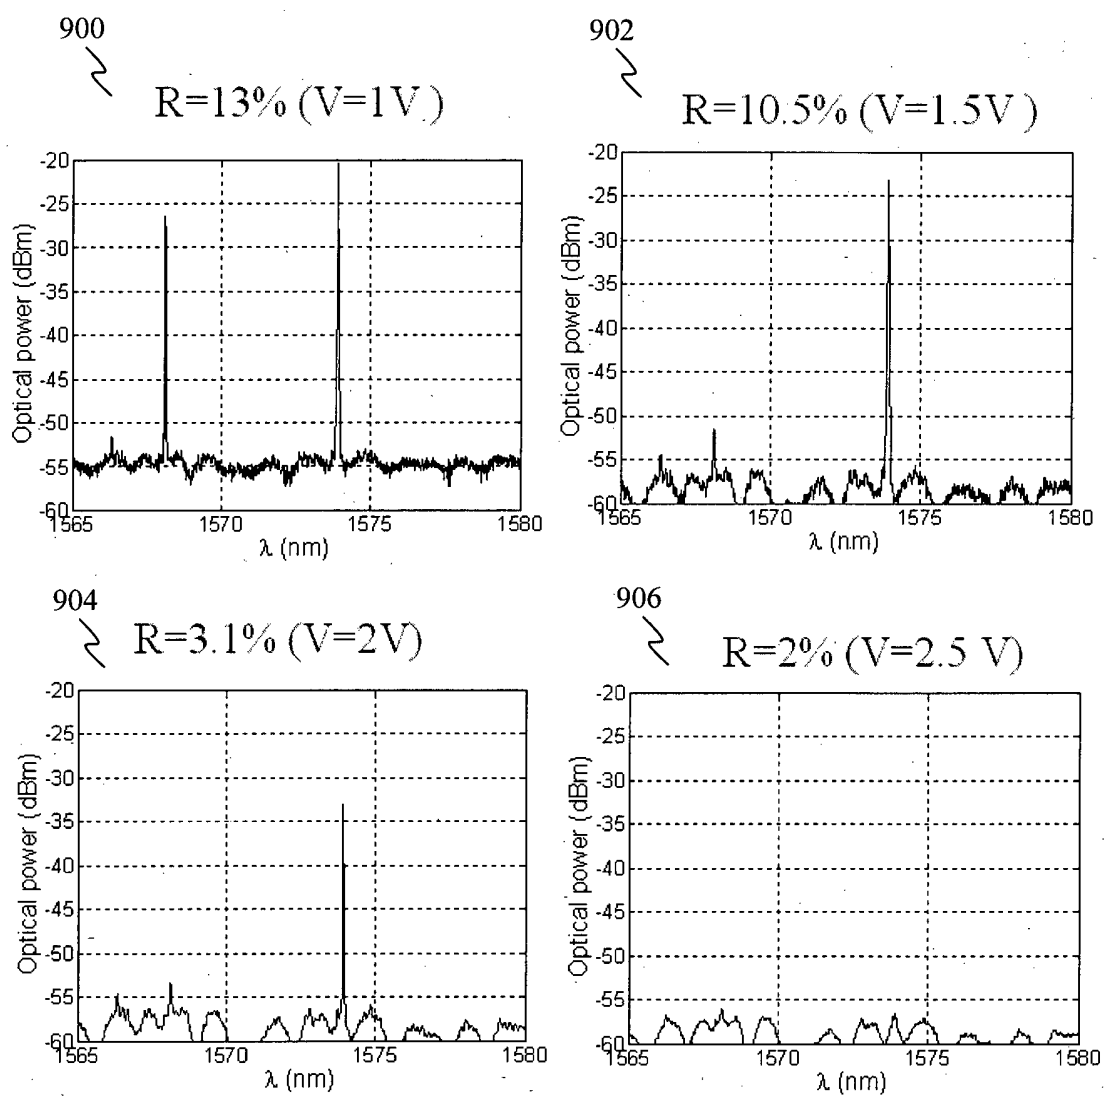 900
R=13% (V=1V)
-20
-25
-30
-35
-40
-45
-50
-55
-60
Optical power (dBm)
1565 1570 1575 1580
λ (nm)
902
R=10.5% (V=1.5V)
-20
-25
-30
-35
-40
-45
-50
-55
-60
Optical power (dBm)
1565 1570 1575 1580
λ (nm)
904
R=3.1% (V=2V)
-20
-25
-30
-35
-40
-45
-50
-55
-60
Optical power (dBm)
1565 1570 1575 1580
λ (nm)
906
R=2% (V=2.5 V)
-20
-25
-30
-35
-40
-45
-50
-55
-60
Optical power (dBm)
1565 1570 1575 1580
λ (nm)